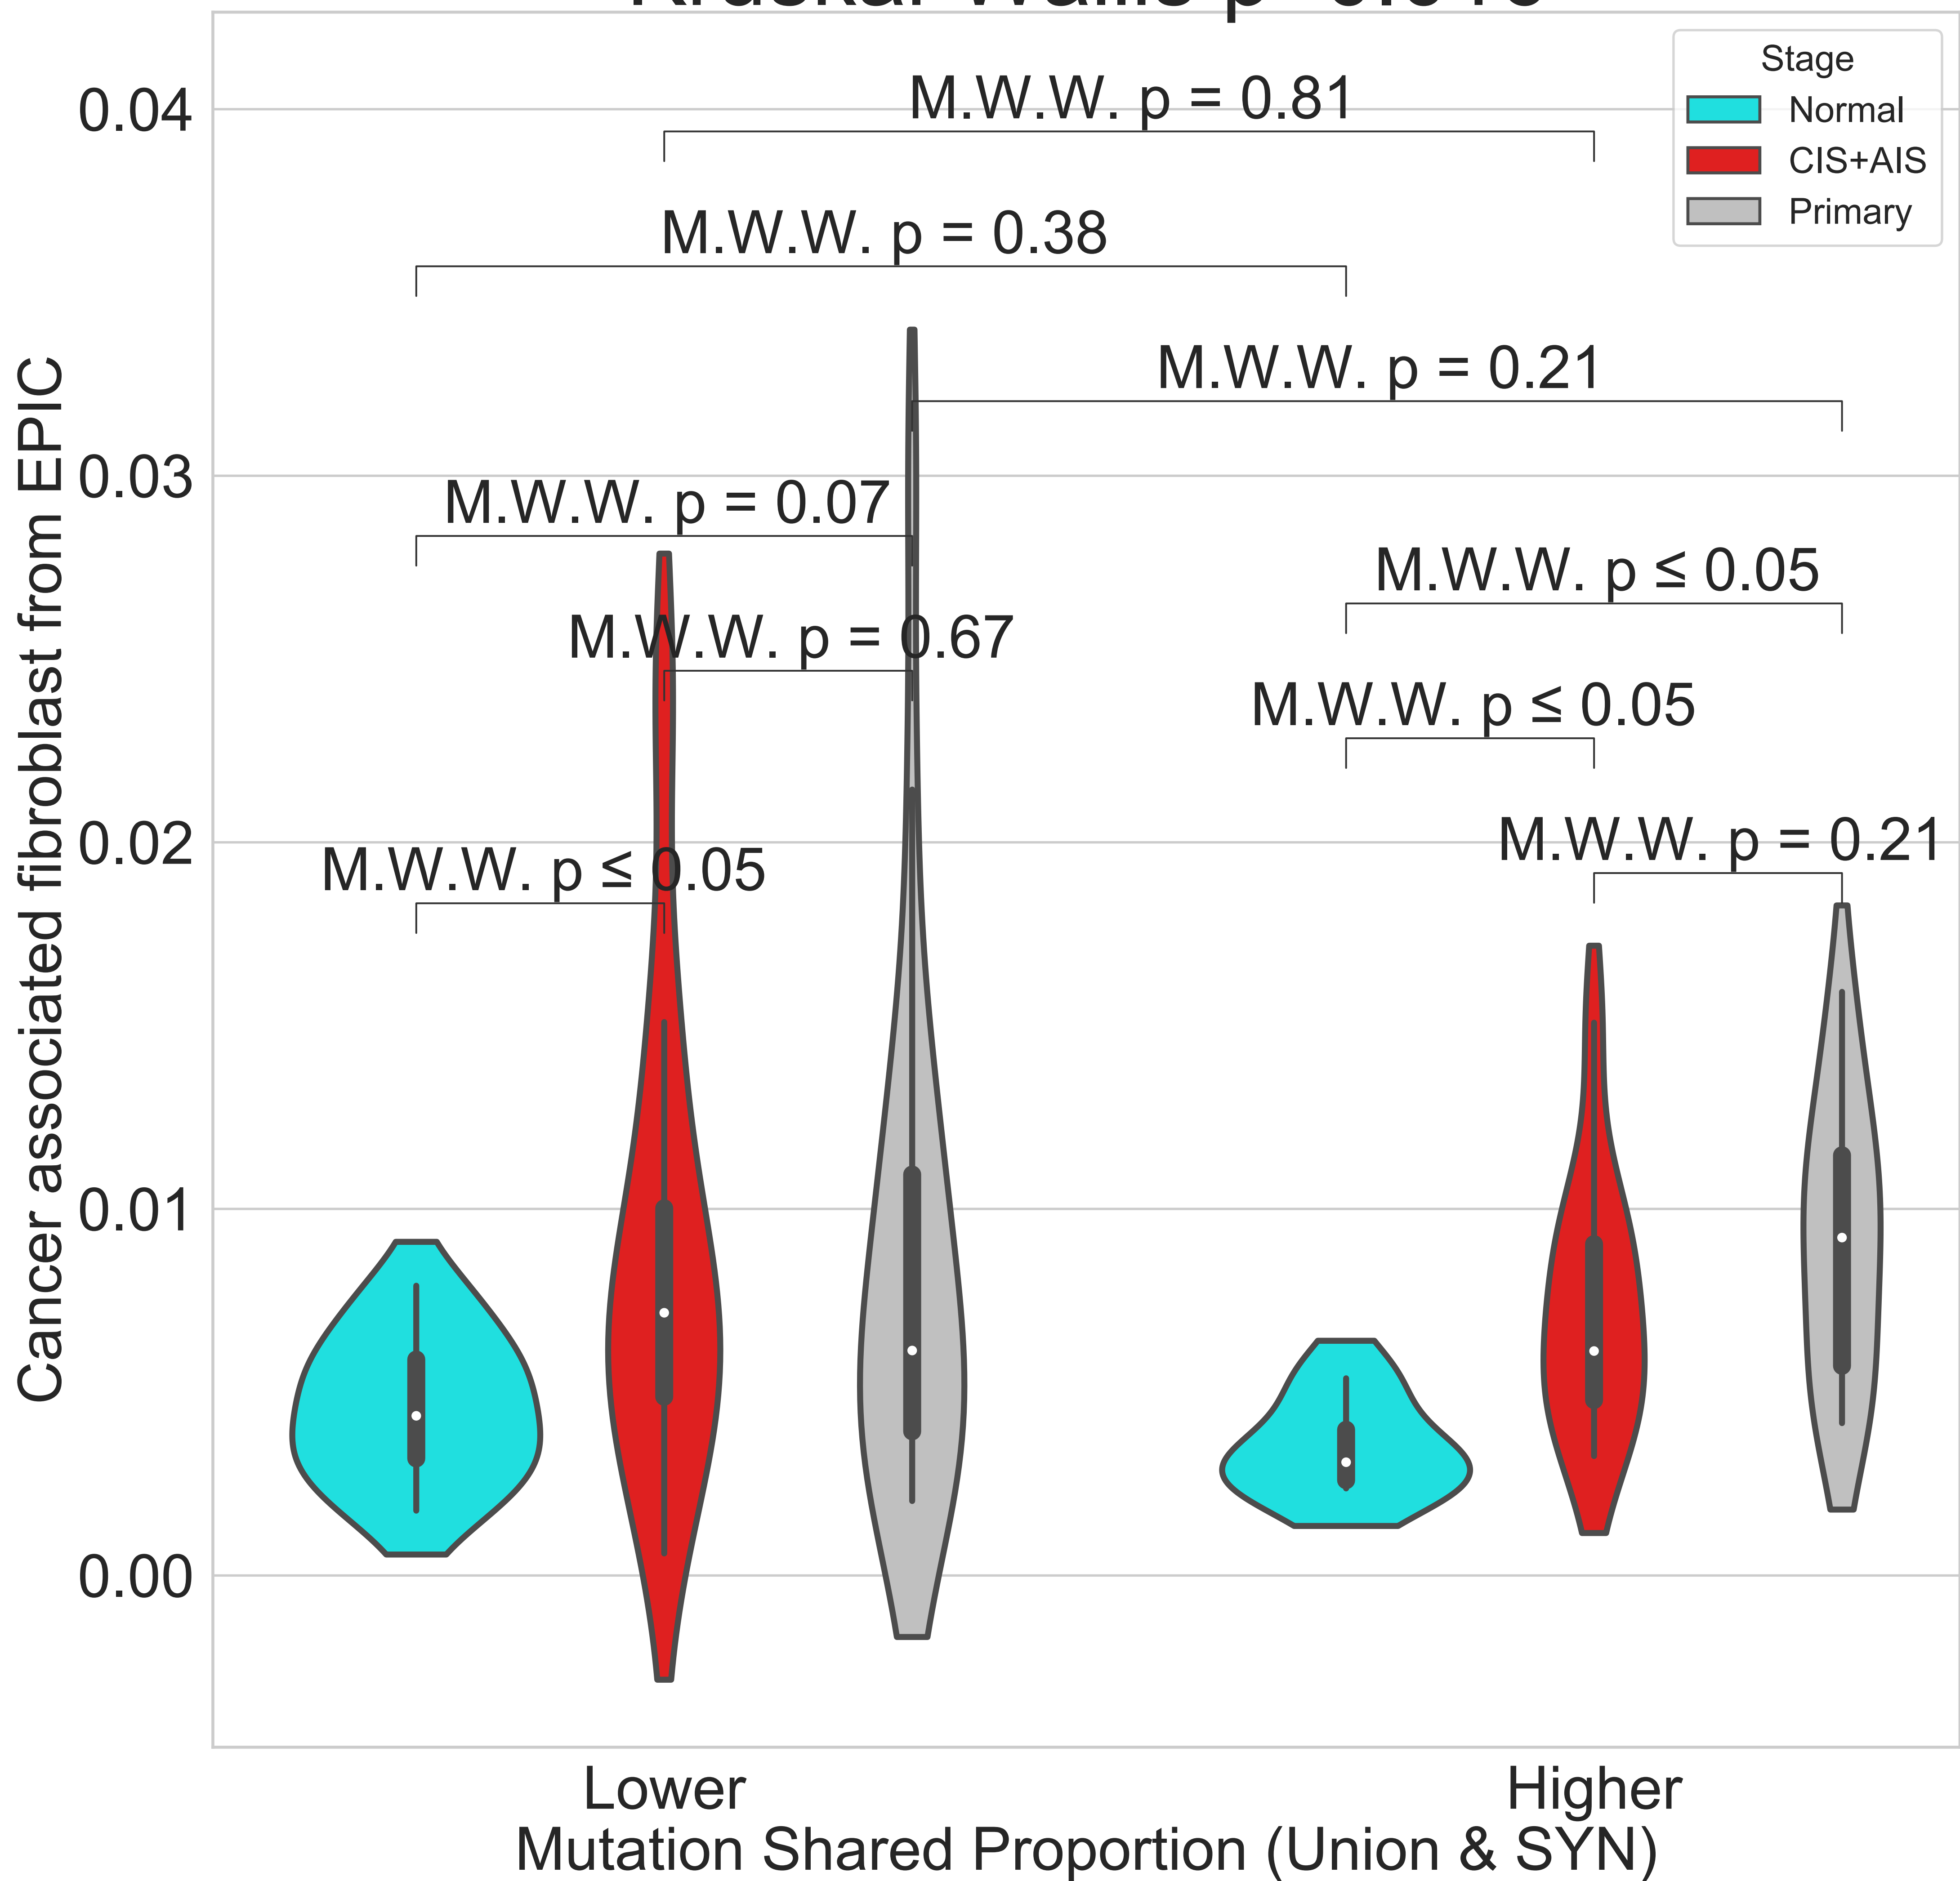 Stage
Normal
CIS+AIS
Primary
M.W.W. p = 0.81
M.W.W. p = 0.38
M.W.W. p = 0.21
M.W.W. p = 0.07
M.W.W. p ≤ 0.05
M.W.W. p = 0.67
M.W.W. p ≤ 0.05
M.W.W. p = 0.21
M.W.W. p ≤ 0.05
0.04
0.03
0.02
0.01
0.00
Cancer associated fibroblast from EPIC
Lower
Higher
Mutation Shared Proportion (Union & SYN)